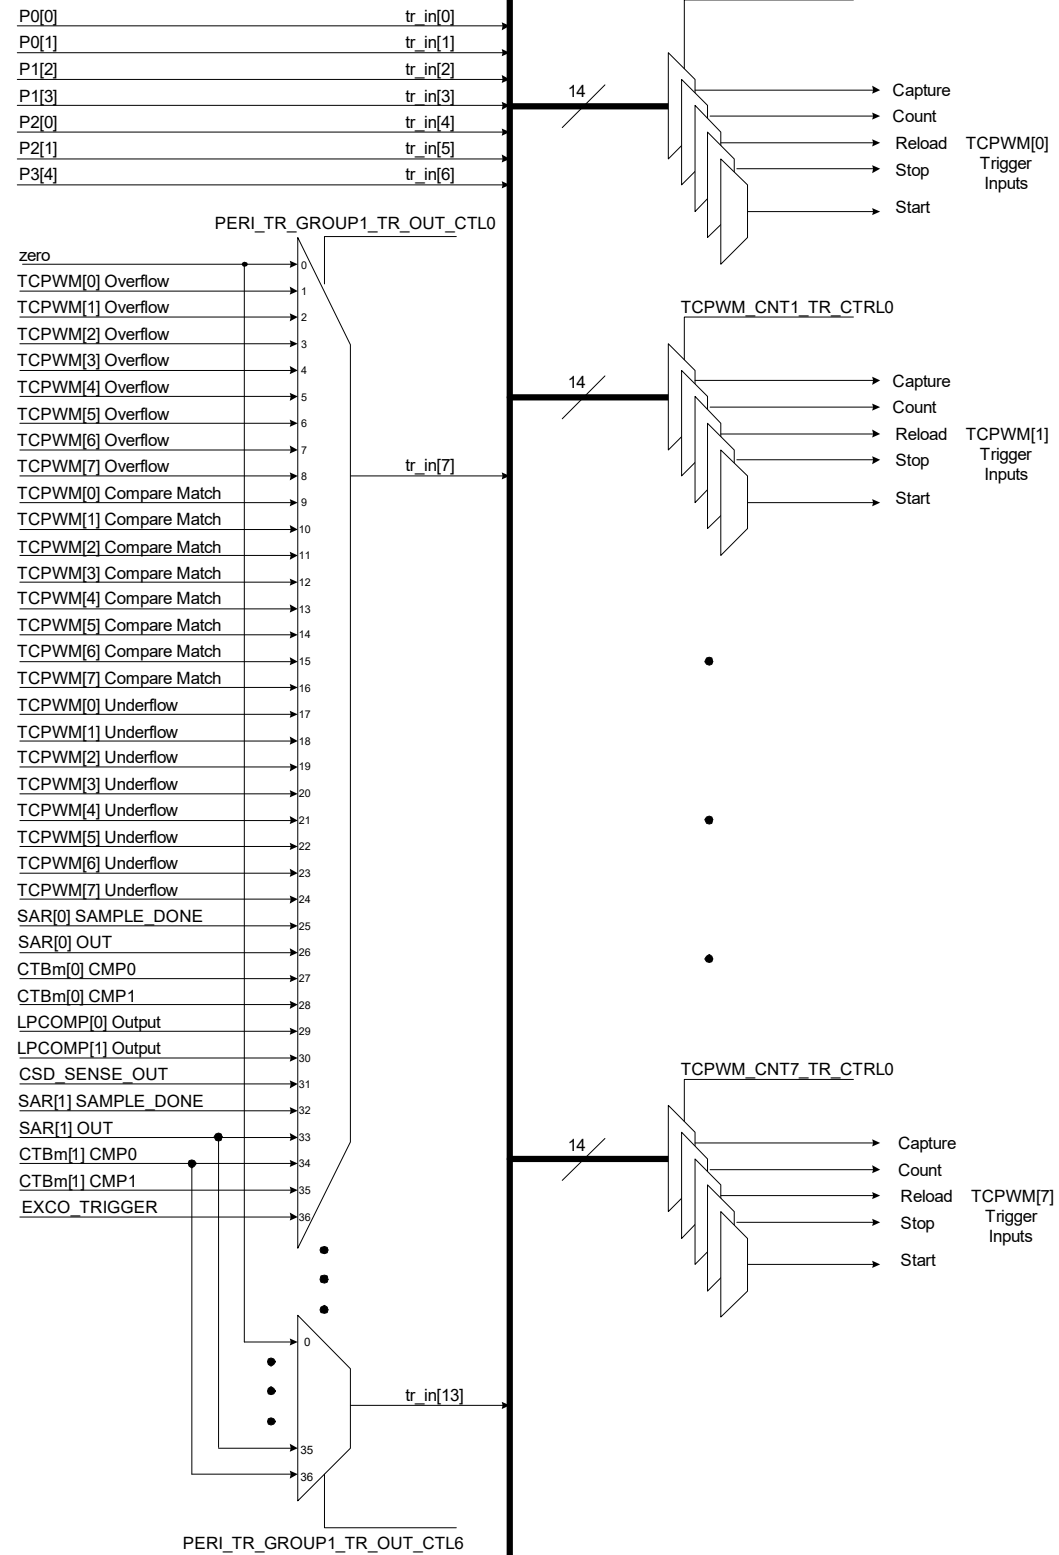 P0[0] tr_in[0]
P0[1] tr_in[1]
P1[2] tr_in[2]
P1[3] tr_in[3]
P2[0] tr_in[4]
P2[1] tr_in[5]
P3[4] tr_in[6]
14
Capture
Count
Reload
Stop
Start
TCPWM[0]
Trigger
Inputs
PERI_TR_GROUP1_TR_OUT_CTL0
zero 0
TCPWM[0] Overflow 1
TCPWM[1] Overflow 2
TCPWM[2] Overflow 3
TCPWM[3] Overflow 4
TCPWM[4] Overflow 5
TCPWM[5] Overflow 6
TCPWM[6] Overflow 7
TCPWM[7] Overflow 8
TCPWM[0] Compare Match 9
TCPWM[1] Compare Match 10
TCPWM[2] Compare Match 11
TCPWM[3] Compare Match 12
TCPWM[4] Compare Match 13
TCPWM[5] Compare Match 14
TCPWM[6] Compare Match 15
TCPWM[7] Compare Match 16
TCPWM[0] Underflow 17
TCPWM[1] Underflow 18
TCPWM[2] Underflow 19
TCPWM[3] Underflow 20
TCPWM[4] Underflow 21
TCPWM[5] Underflow 22
TCPWM[6] Underflow 23
TCPWM[7] Underflow 24
SAR[0] SAMPLE_DONE 25
SAR[0] OUT 26
CTBm[0] CMP0 27
CTBm[0] CMP1 28
LPCOMP[0] Output 29
LPCOMP[1] Output 30
CSD_SENSE_OUT 31
SAR[1] SAMPLE_DONE 32
SAR[1] OUT 33
CTBm[1] CMP0 34
CTBm[1] CMP1 35
EXCO_TRIGGER 36
tr_in[7]
TCPWM_CNT1_TR_CTRL0
14
Capture
Count
Reload
Stop
Start
TCPWM[1]
Trigger
Inputs
TCPWM_CNT7_TR_CTRL0
14
Capture
Count
Reload
Stop
Start
TCPWM[7]
Trigger
Inputs
0
35
36
tr_in[13]
PERI_TR_GROUP1_TR_OUT_CTL6